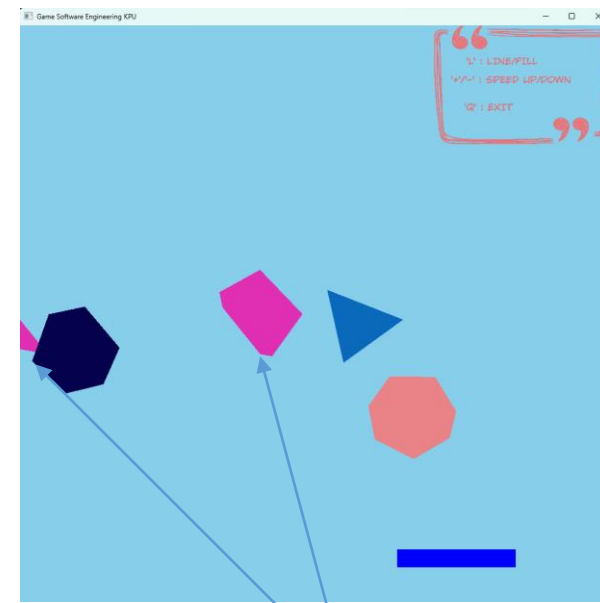 Game Software Engineering KPU
'L' : LINE/FILL
'+'/'-' : SPEED UP/DOWN
'Q' : EXIT